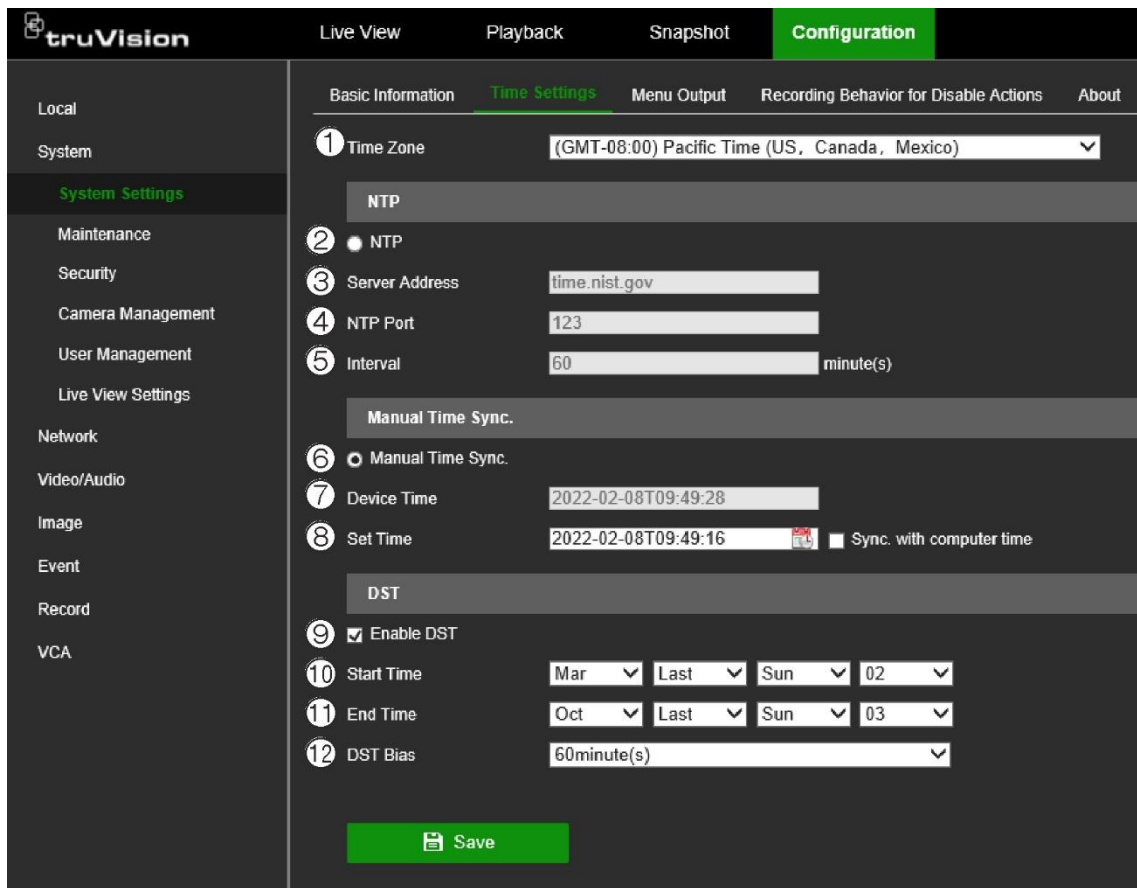 truVision Live View Playback Snapshot Configuration
Basic Information Time Settings Menu Output Recording Behavior for Disable Actions About
Local
System
System Settings
Maintenance
Security
Camera Management
User Management
Live View Settings
Network
Video/Audio
Image
Event
Record
VCA
1 Time Zone (GMT-08:00) Pacific Time (US, Canada, Mexico)
NTP
2 NTP
3 Server Address time.nist.gov
4 NTP Port 123
5 Interval 60 minute(s)
Manual Time Sync.
6 Manual Time Sync.
7 Device Time 2022-02-08T09:49:28
8 Set Time 2022-02-08T09:49:16 Sync. with computer time
DST
9 Enable DST
10 Start Time Mar Last Sun 02
11 End Time Oct Last Sun 03
12 DST Bias 60minute(s)
Save